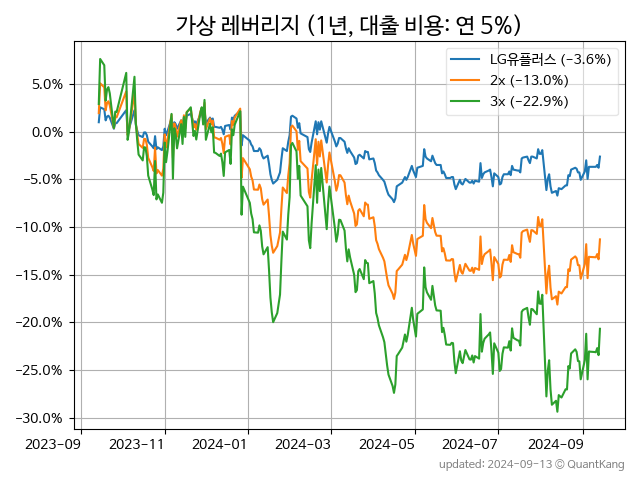 가상 레버리지 (1년, 대출 비용: 연 5%)
LG유플러스 (−3.6%)
2x (−13.0%)
3x (−22.9%)
5.0%
0.0%
−5.0%
−10.0%
−15.0%
−20.0%
−25.0%
−30.0%
2023-09 2023-11 2024-01 2024-03 2024-05 2024-07 2024-09
updated: 2024-09-13 © QuantKang